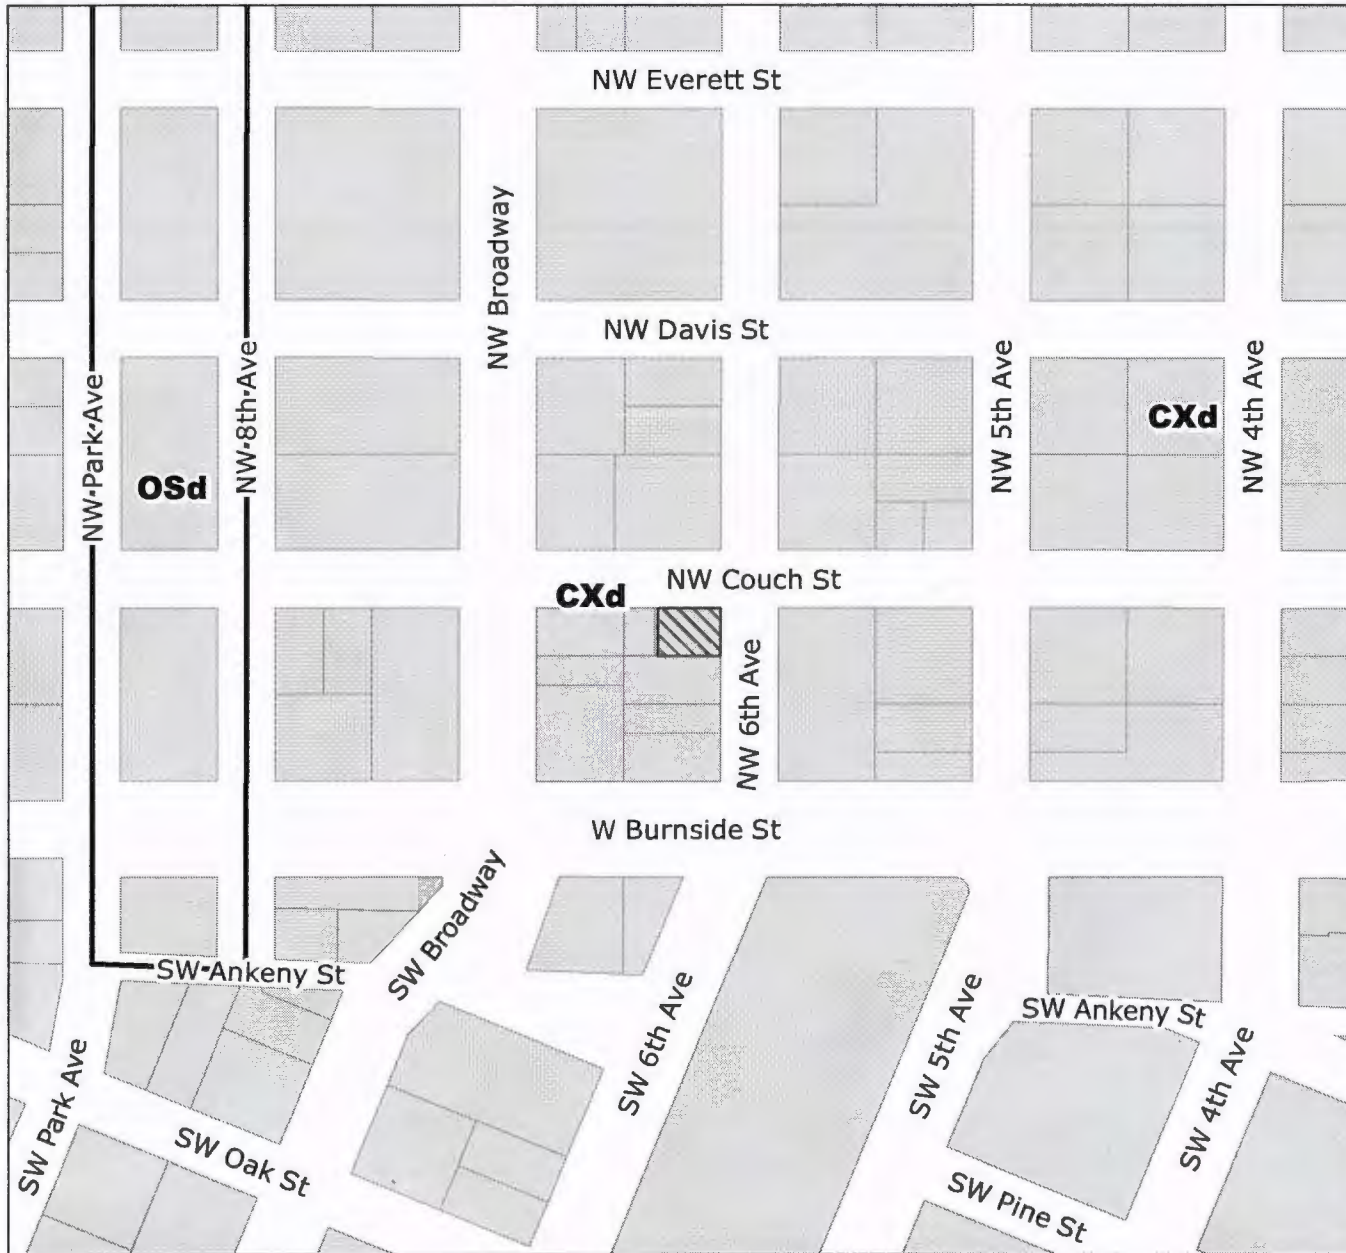 NW Everett St
NW Broadway
NW Davis St
NW-Park-Ave
NW-8th-Ave
NW 5th Ave
NW 4th Ave
CXd
OSd
NW Couch St
CXd
NW 6th Ave
W Burnside St
SW Broadway
SW-Ankeny St
SW 6th Ave
SW 5th Ave
SW Ankeny St
SW 4th Ave
SW Park Ave
SW Oak St
SW Pine St